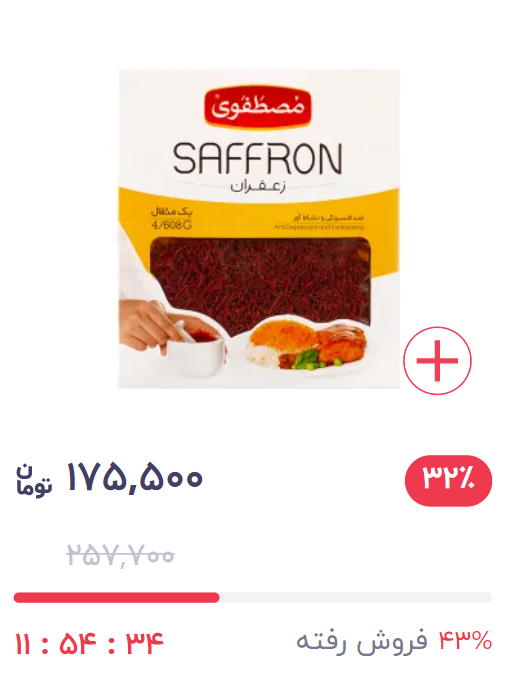 مصطفوی
SAFFRON
زعفران
یک مثقال
4/608 G
ضد افسردگی و نشاط آور
Anti Depressant and Exhilarating
۱۷۵,۵۰۰ تومان
۳۲٪
۲۵۷,۷۰۰
۴۳% فروش رفته
۱۱ : ۵۴ : ۳۴